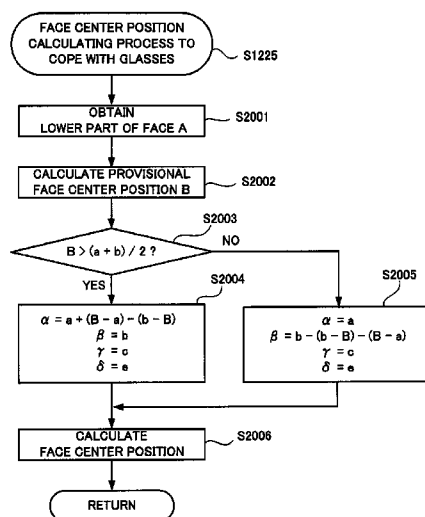 FACE CENTER POSITION
CALCULATING PROCESS TO
COPE WITH GLASSES
S1225
OBTAIN
LOWER PART OF FACE A
S2001
CALCULATE PROVISIONAL
FACE CENTER POSITION B
S2002
S2003
B > (a + b) / 2 ?
NO
YES
S2004
α = a + (B – a) – (b – B)
β = b
γ = c
δ = e
S2005
α = a
β = b – (b – B) – (B – a)
γ = c
δ = e
CALCULATE
FACE CENTER POSITION
S2006
RETURN